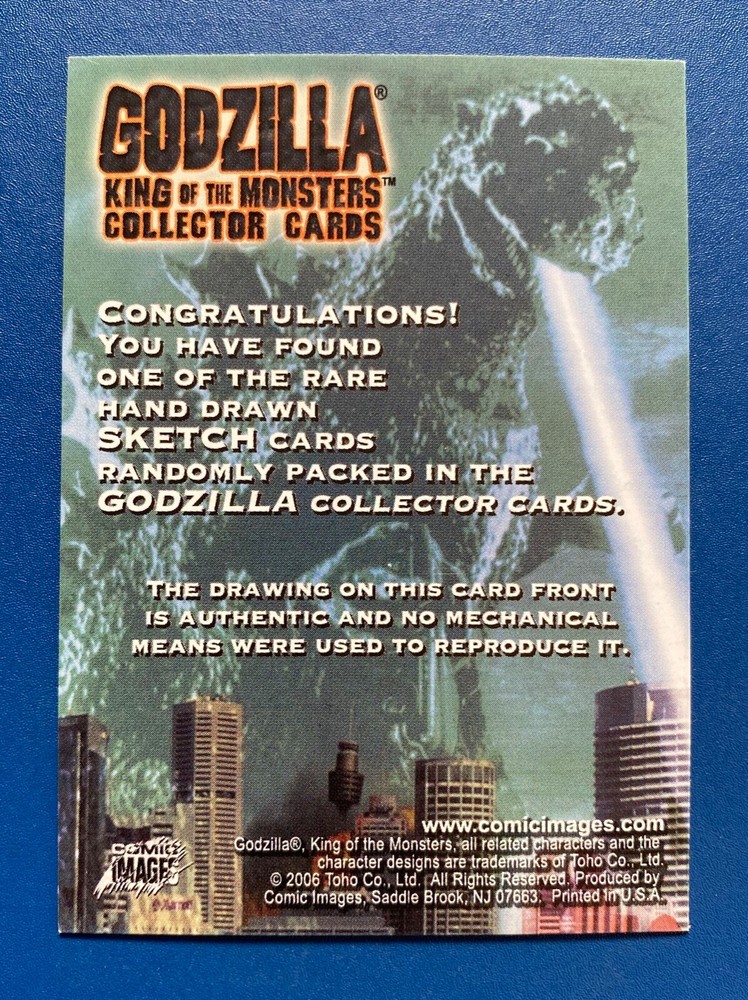 GODZILLA®
KING OF THE MONSTERS™
COLLECTOR CARDS
CONGRATULATIONS!
YOU HAVE FOUND
ONE OF THE RARE
HAND DRAWN
SKETCH CARDS
RANDOMLY PACKED IN THE
GODZILLA COLLECTOR CARDS.
THE DRAWING ON THIS CARD FRONT
IS AUTHENTIC AND NO MECHANICAL
MEANS WERE USED TO REPRODUCE IT.
www.comicimages.com
Godzilla®, King of the Monsters, all related characters and the
character designs are trademarks of Toho Co., Ltd.
© 2006 Toho Co., Ltd. All Rights Reserved. Produced by
Comic Images, Saddle Brook, NJ 07663. Printed in U.S.A.
COMIC
IMAGES